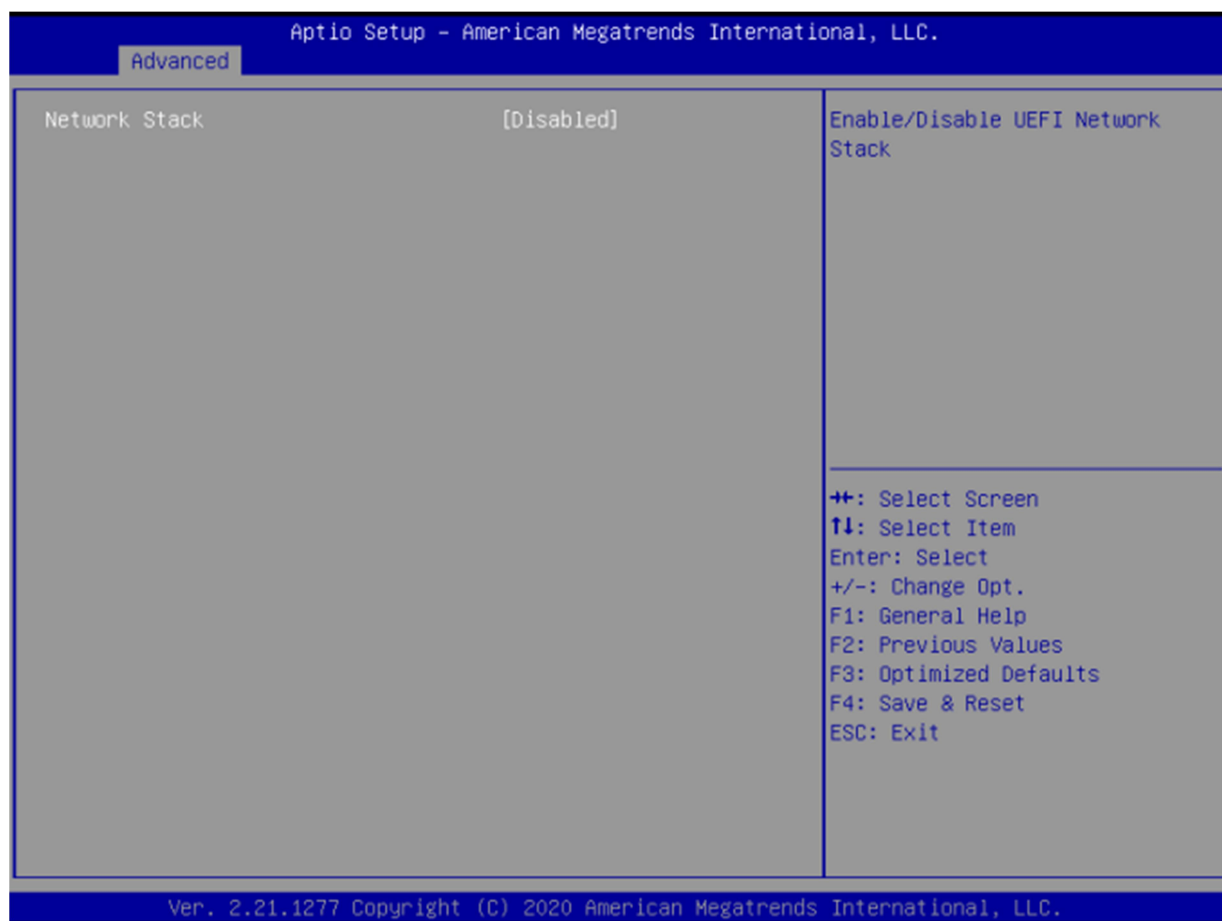 Aptio Setup – American Megatrends International, LLC.
Advanced
Network Stack [Disabled]
Enable/Disable UEFI Network
Stack
→←: Select Screen
↑↓: Select Item
Enter: Select
+/-: Change Opt.
F1: General Help
F2: Previous Values
F3: Optimized Defaults
F4: Save & Reset
ESC: Exit
Ver. 2.21.1277 Copyright (C) 2020 American Megatrends International, LLC.